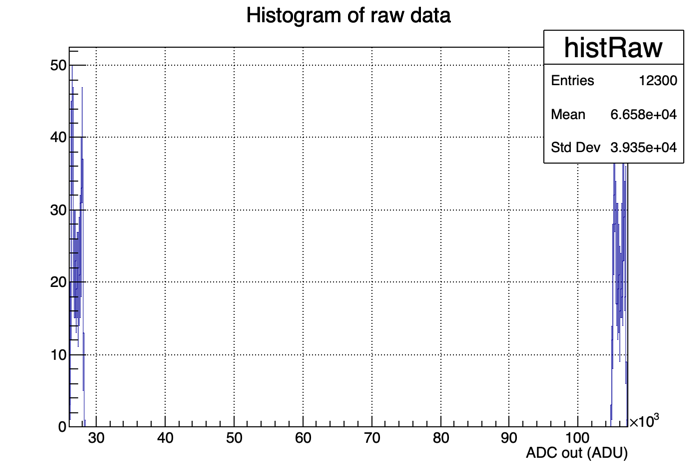 Histogram of raw data
histRaw
Entries 12300
Mean 6.658e+04
Std Dev 3.935e+04
50
40
30
20
10
0
30 40 50 60 70 80 90 100
×10³
ADC out (ADU)